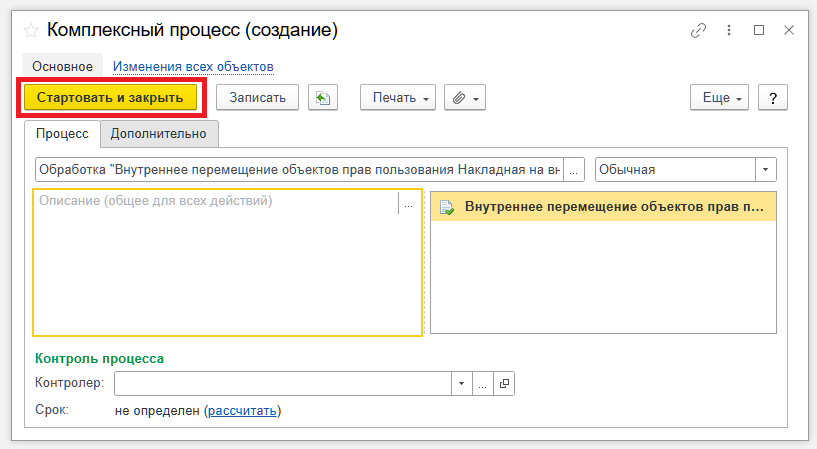 Комплексный процесс (создание)
Основное Изменения всех объектов
Стартовать и закрыть Записать Печать Еще ?
Процесс Дополнительно
Обработка "Внутреннее перемещение объектов прав пользования Накладная на вн ... Обычная
Описание (общее для всех действий) ...
Внутреннее перемещение объектов прав п...
Контроль процесса
Контролер: ...
Срок: не определен (рассчитать)